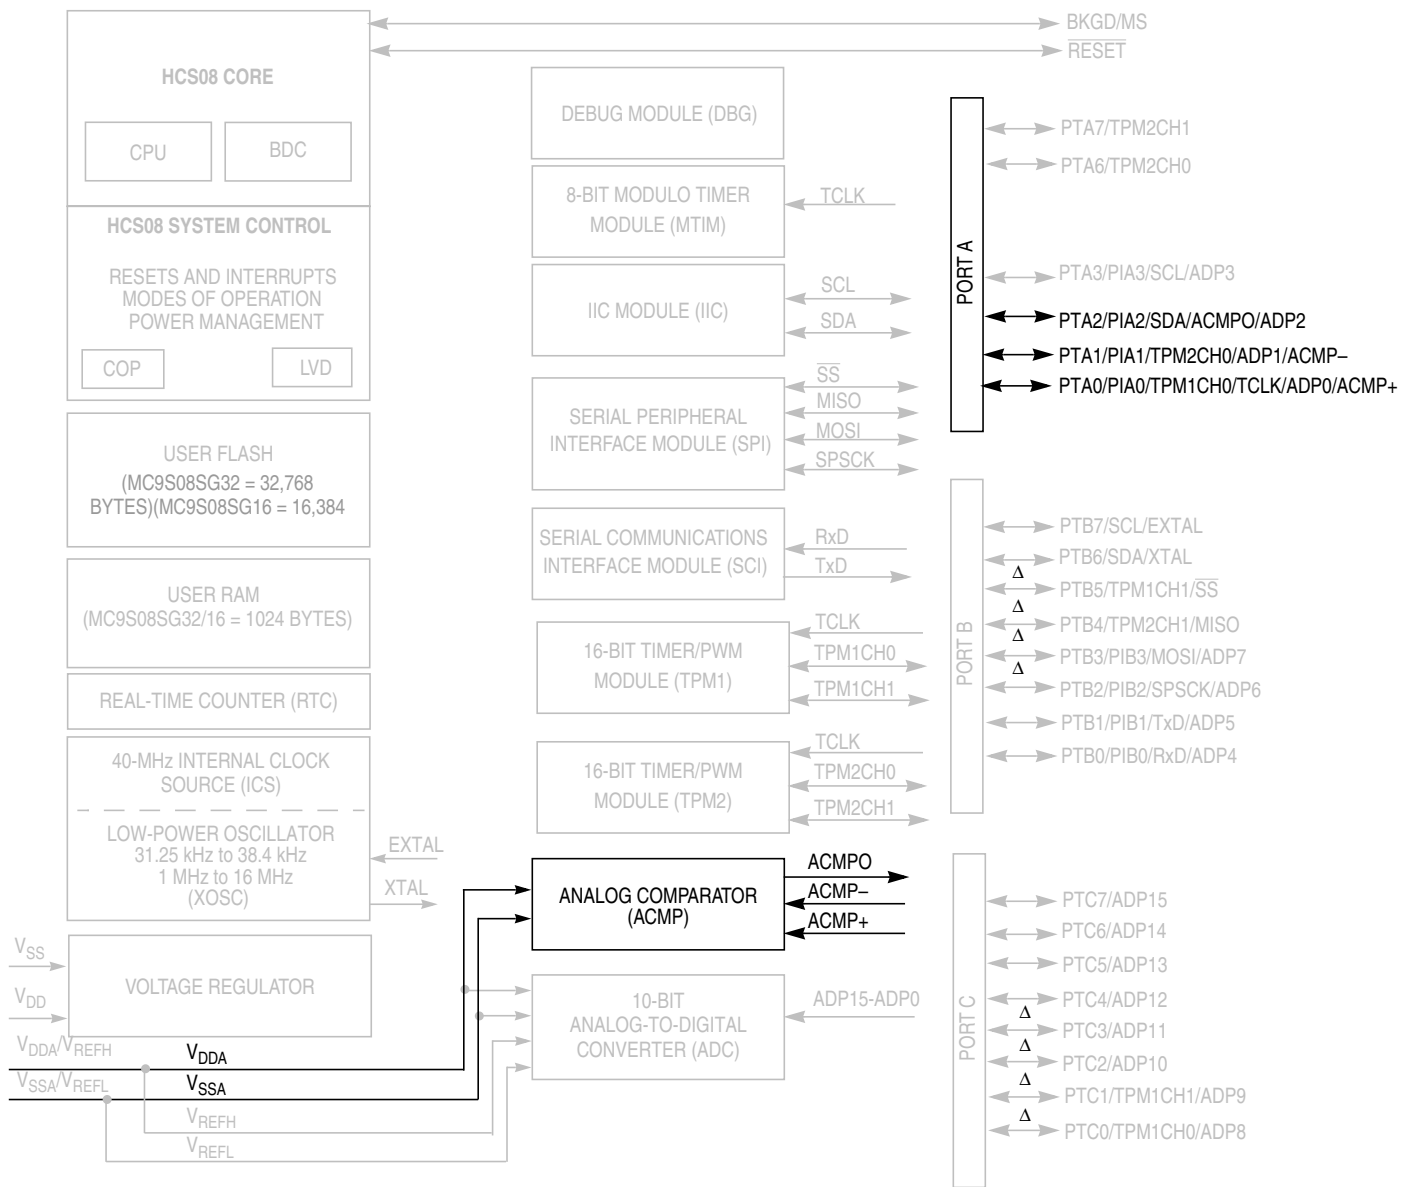 BKGD/MS
RESET
HCS08 CORE
CPU
BDC
HCS08 SYSTEM CONTROL
RESETS AND INTERRUPTS
MODES OF OPERATION
POWER MANAGEMENT
COP
LVD
USER FLASH
(MC9S08SG32 = 32,768
BYTES)(MC9S08SG16 = 16,384
USER RAM
(MC9S08SG32/16 = 1024 BYTES)
REAL-TIME COUNTER (RTC)
40-MHz INTERNAL CLOCK
SOURCE (ICS)
LOW-POWER OSCILLATOR
31.25 kHz to 38.4 kHz
1 MHz to 16 MHz
(XOSC)
EXTAL
XTAL
VSS
VDD
VOLTAGE REGULATOR
VDDA/VREFH
VDDA
VSSA/VREFL
VSSA
VREFH
VREFL
DEBUG MODULE (DBG)
8-BIT MODULO TIMER
MODULE (MTIM)
TCLK
IIC MODULE (IIC)
SCL
SDA
SERIAL PERIPHERAL
INTERFACE MODULE (SPI)
SS
MISO
MOSI
SPSCK
SERIAL COMMUNICATIONS
INTERFACE MODULE (SCI)
RxD
TxD
16-BIT TIMER/PWM
MODULE (TPM1)
TCLK
TPM1CH0
TPM1CH1
16-BIT TIMER/PWM
MODULE (TPM2)
TCLK
TPM2CH0
TPM2CH1
ANALOG COMPARATOR
(ACMP)
ACMPO
ACMP–
ACMP+
10-BIT
ANALOG-TO-DIGITAL
CONVERTER (ADC)
ADP15-ADP0
PORT A
PTA7/TPM2CH1
PTA6/TPM2CH0
PTA3/PIA3/SCL/ADP3
PTA2/PIA2/SDA/ACMPO/ADP2
PTA1/PIA1/TPM2CH0/ADP1/ACMP–
PTA0/PIA0/TPM1CH0/TCLK/ADP0/ACMP+
PORT B
PTB7/SCL/EXTAL
PTB6/SDA/XTAL
Δ
PTB5/TPM1CH1/SS
Δ
PTB4/TPM2CH1/MISO
Δ
PTB3/PIB3/MOSI/ADP7
Δ
PTB2/PIB2/SPSCK/ADP6
PTB1/PIB1/TxD/ADP5
PTB0/PIB0/RxD/ADP4
PORT C
PTC7/ADP15
PTC6/ADP14
PTC5/ADP13
PTC4/ADP12
Δ
PTC3/ADP11
Δ
PTC2/ADP10
Δ
PTC1/TPM1CH1/ADP9
Δ
PTC0/TPM1CH0/ADP8